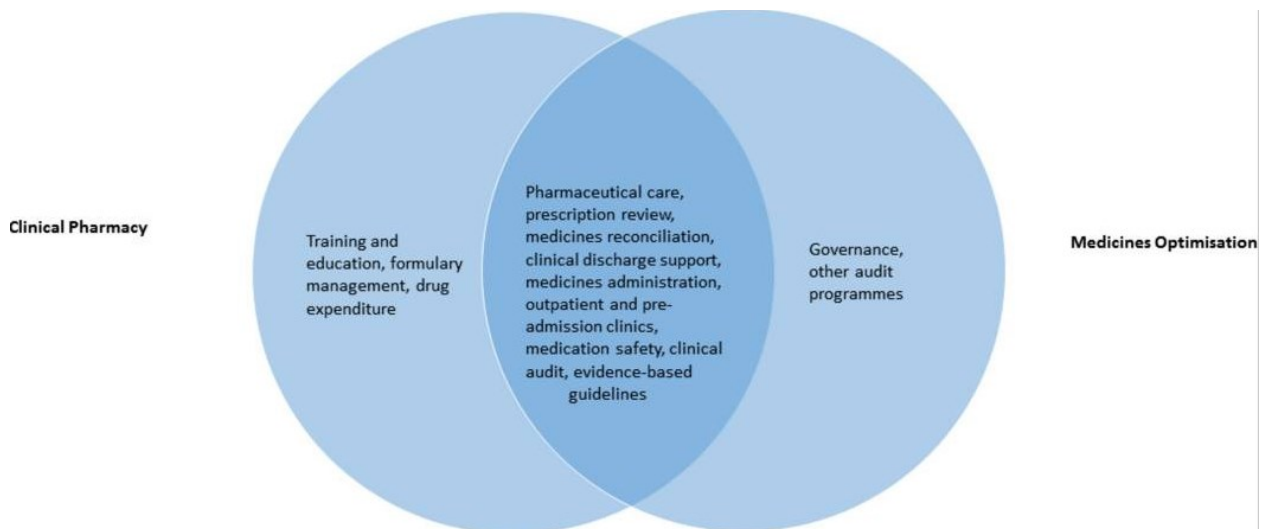 Clinical Pharmacy
Training and
education, formulary
management, drug
expenditure
Pharmaceutical care,
prescription review,
medicines reconciliation,
clinical discharge support,
medicines administration,
outpatient and pre-
admission clinics,
medication safety, clinical
audit, evidence-based
guidelines
Governance,
other audit
programmes
Medicines Optimisation